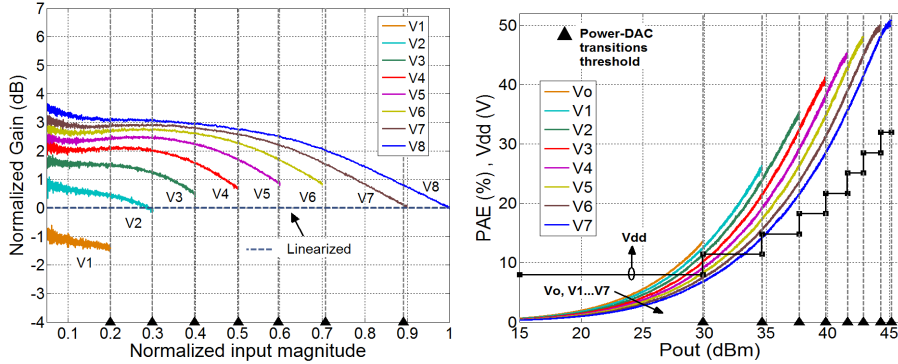 7
6
5
4
3
2
1
0
-1
-2
-3
-4
Normalized Gain (dB)
V1
V2
V3
V4
V5
V6
V7
V8
V1
V2
V3
V4
V5
V6
V7
V8
Linearized
0.1 0.2 0.3 0.4 0.5 0.6 0.7 0.8 0.9 1
Normalized input magnitude
50
40
30
20
10
0
PAE (%) , Vdd (V)
Power-DAC
transitions
threshold
Vo
V1
V2
V3
V4
V5
V6
V7
Vdd
Vo, V1...V7
15 20 25 30 35 40 45
Pout (dBm)